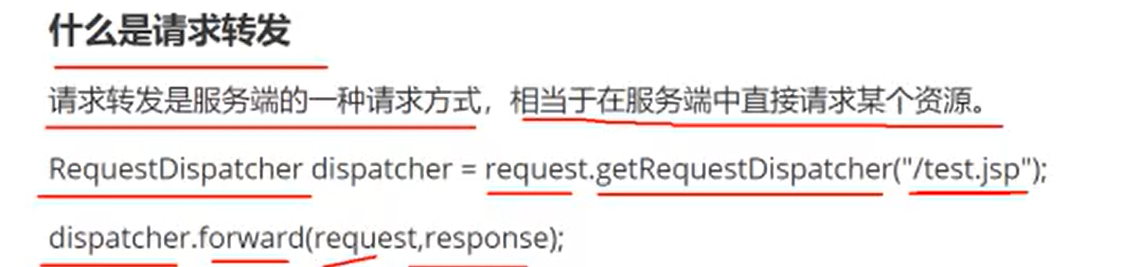 什么是请求转发
请求转发是服务端的一种请求方式，相当于在服务端中直接请求某个资源。
RequestDispatcher dispatcher = request.getRequestDispatcher("/test.jsp");
dispatcher.forward(request,response);